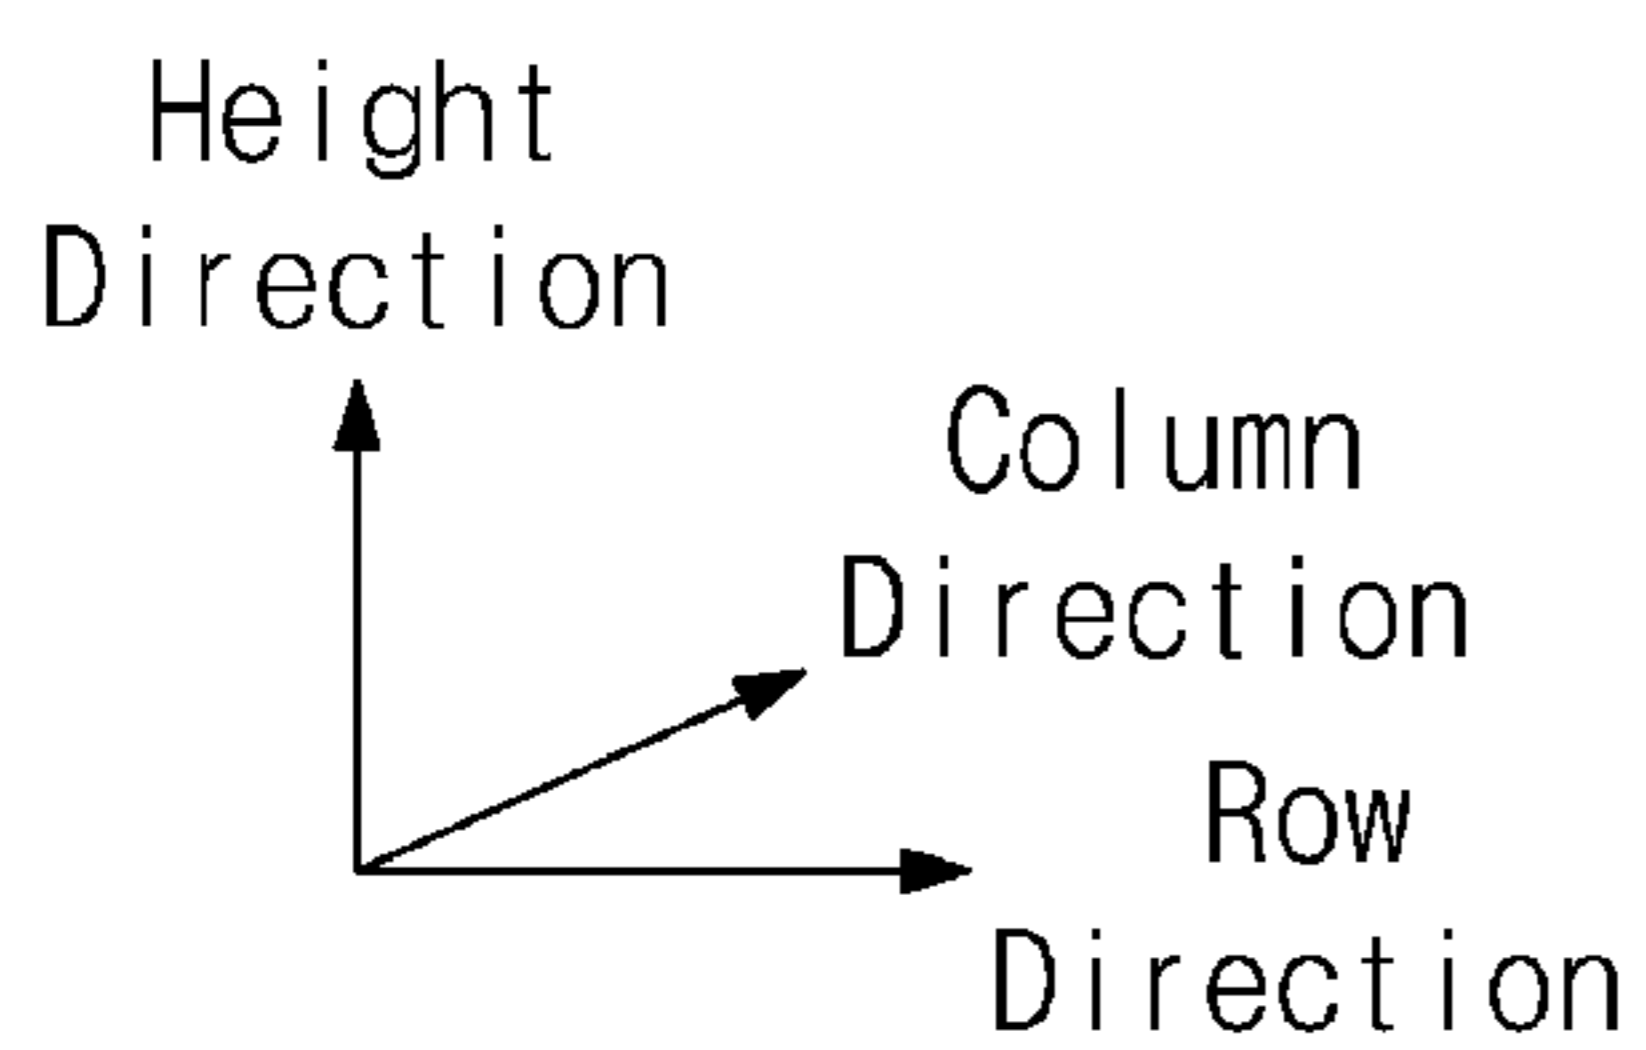 Height
Direction
Column
Direction
Row
Direction